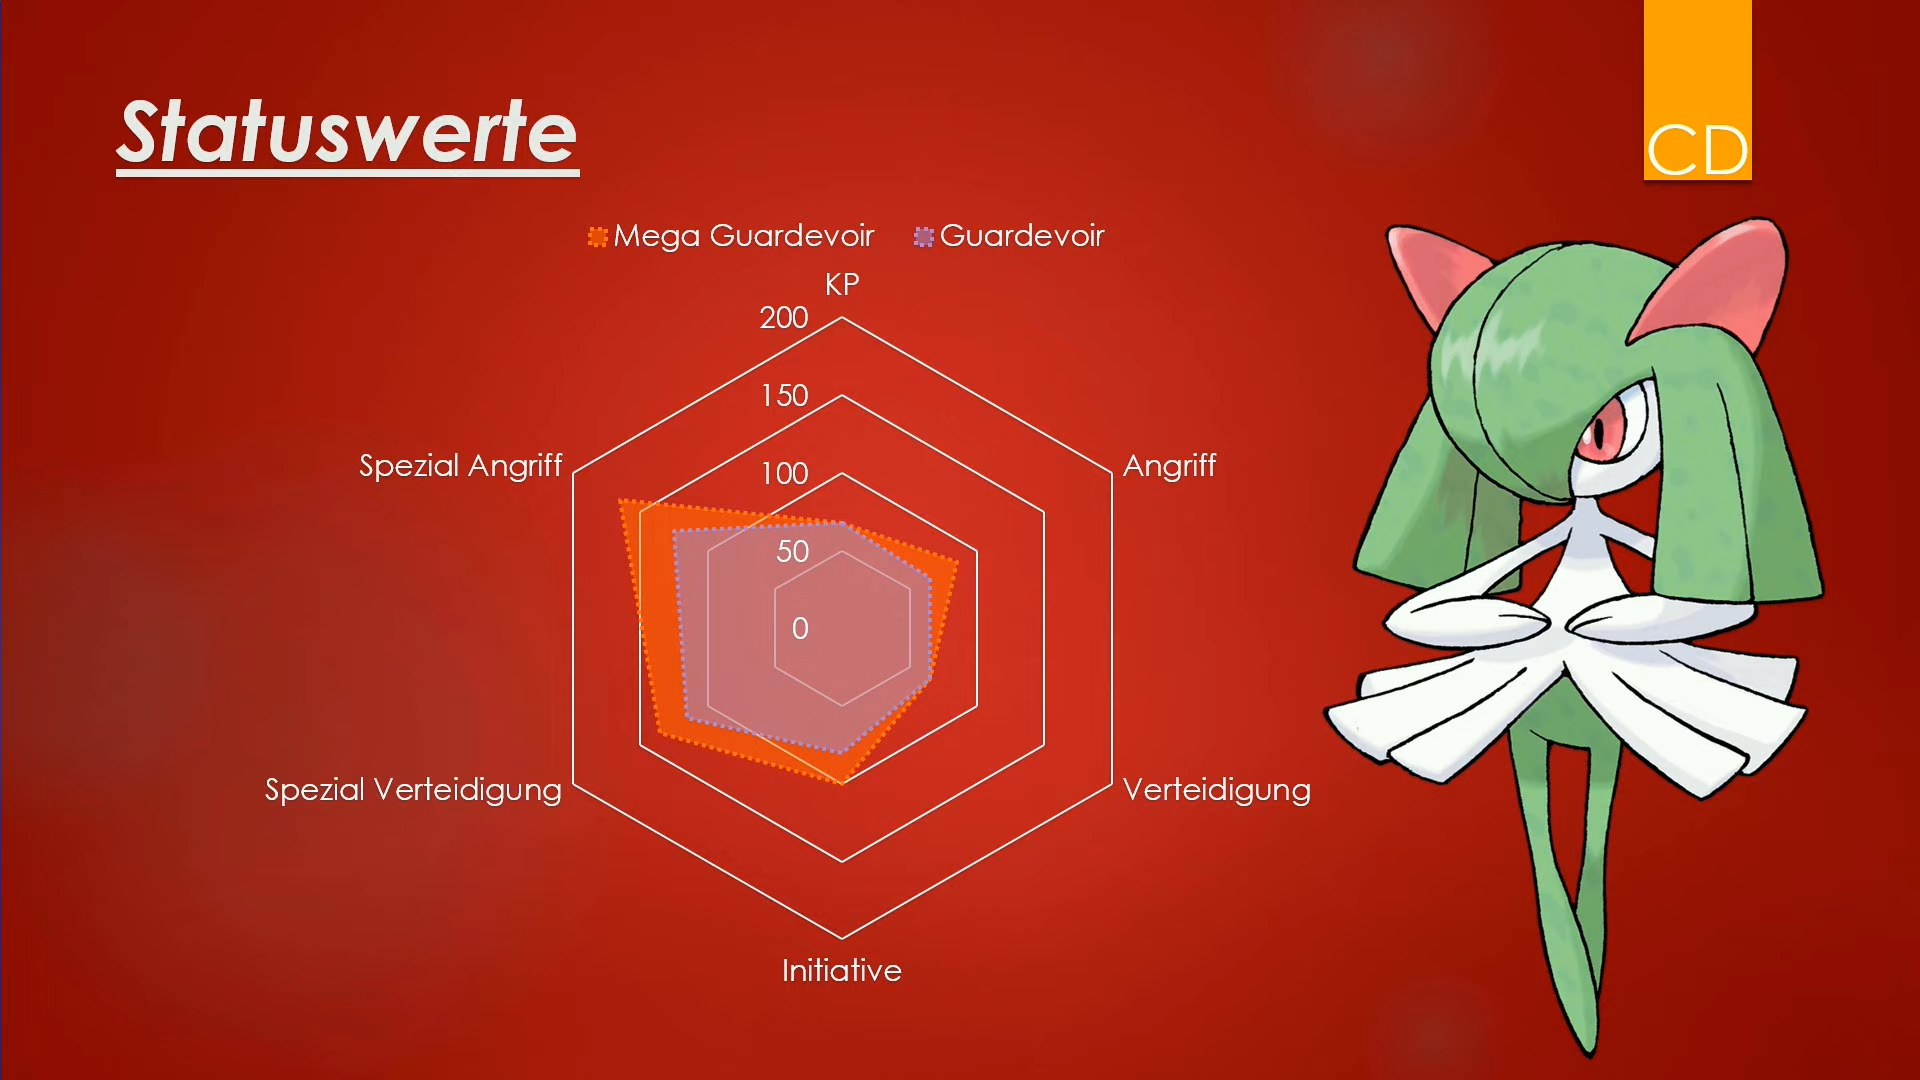 Statuswerte
CD
Mega Guardevoir
Guardevoir
KP
200
150
100
50
0
Spezial Angriff
Angriff
Spezial Verteidigung
Verteidigung
Initiative